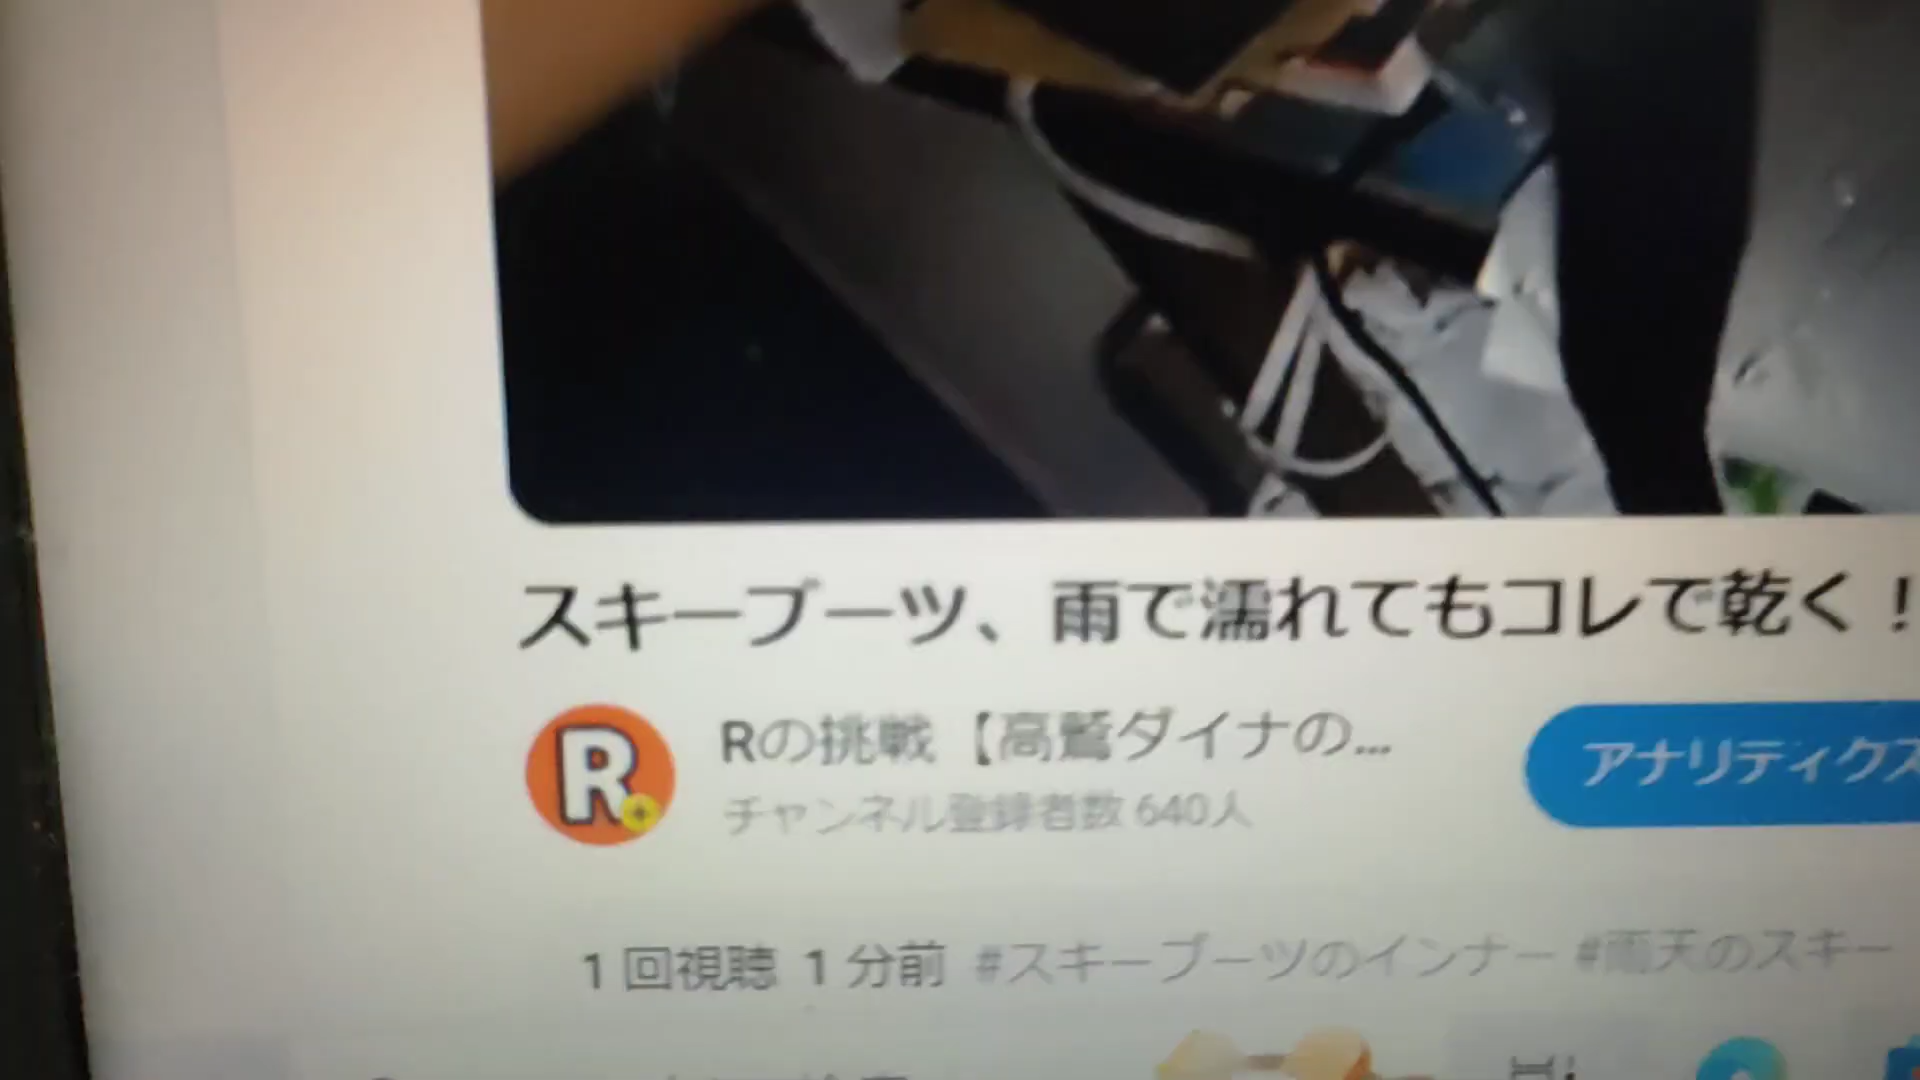 スキーブーツ、雨で濡れてもコレで乾く！
R
Rの挑戦【高鷲ダイナの...
チャンネル登録者数 640人
アナリティクス
1 回視聴 1 分前 #スキーブーツのインナー #雨天のスキー